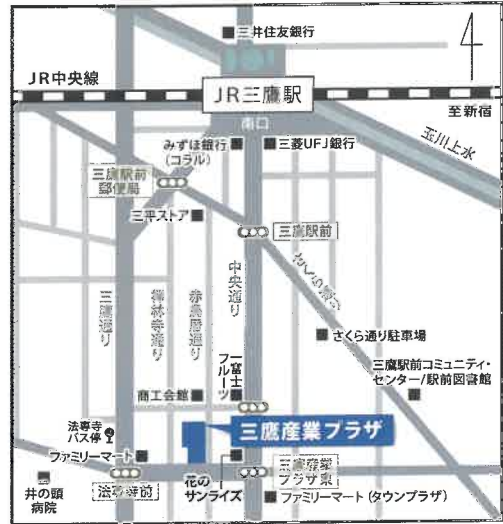 三井住友銀行
JR中央線
JR三鷹駅
至新宿
南口
玉川上水
みずほ銀行
(コラル)
三菱UFJ銀行
三鷹駅前
郵便局
三平ストア
三鷹駅前
さくら通り
三鷹通り
禅林寺通り
赤鳥居通り
中央通り
さくら通り駐車場
三鷹駅前コミュニティ・
センター/駅前図書館
商工会館
一富士
フルーツ
三鷹産業プラザ
法専寺
バス停
ファミリーマート
井の頭
病院
法専寺前
花の
サンライズ
三鷹産業
プラザ東
ファミリーマート(タウンプラザ)